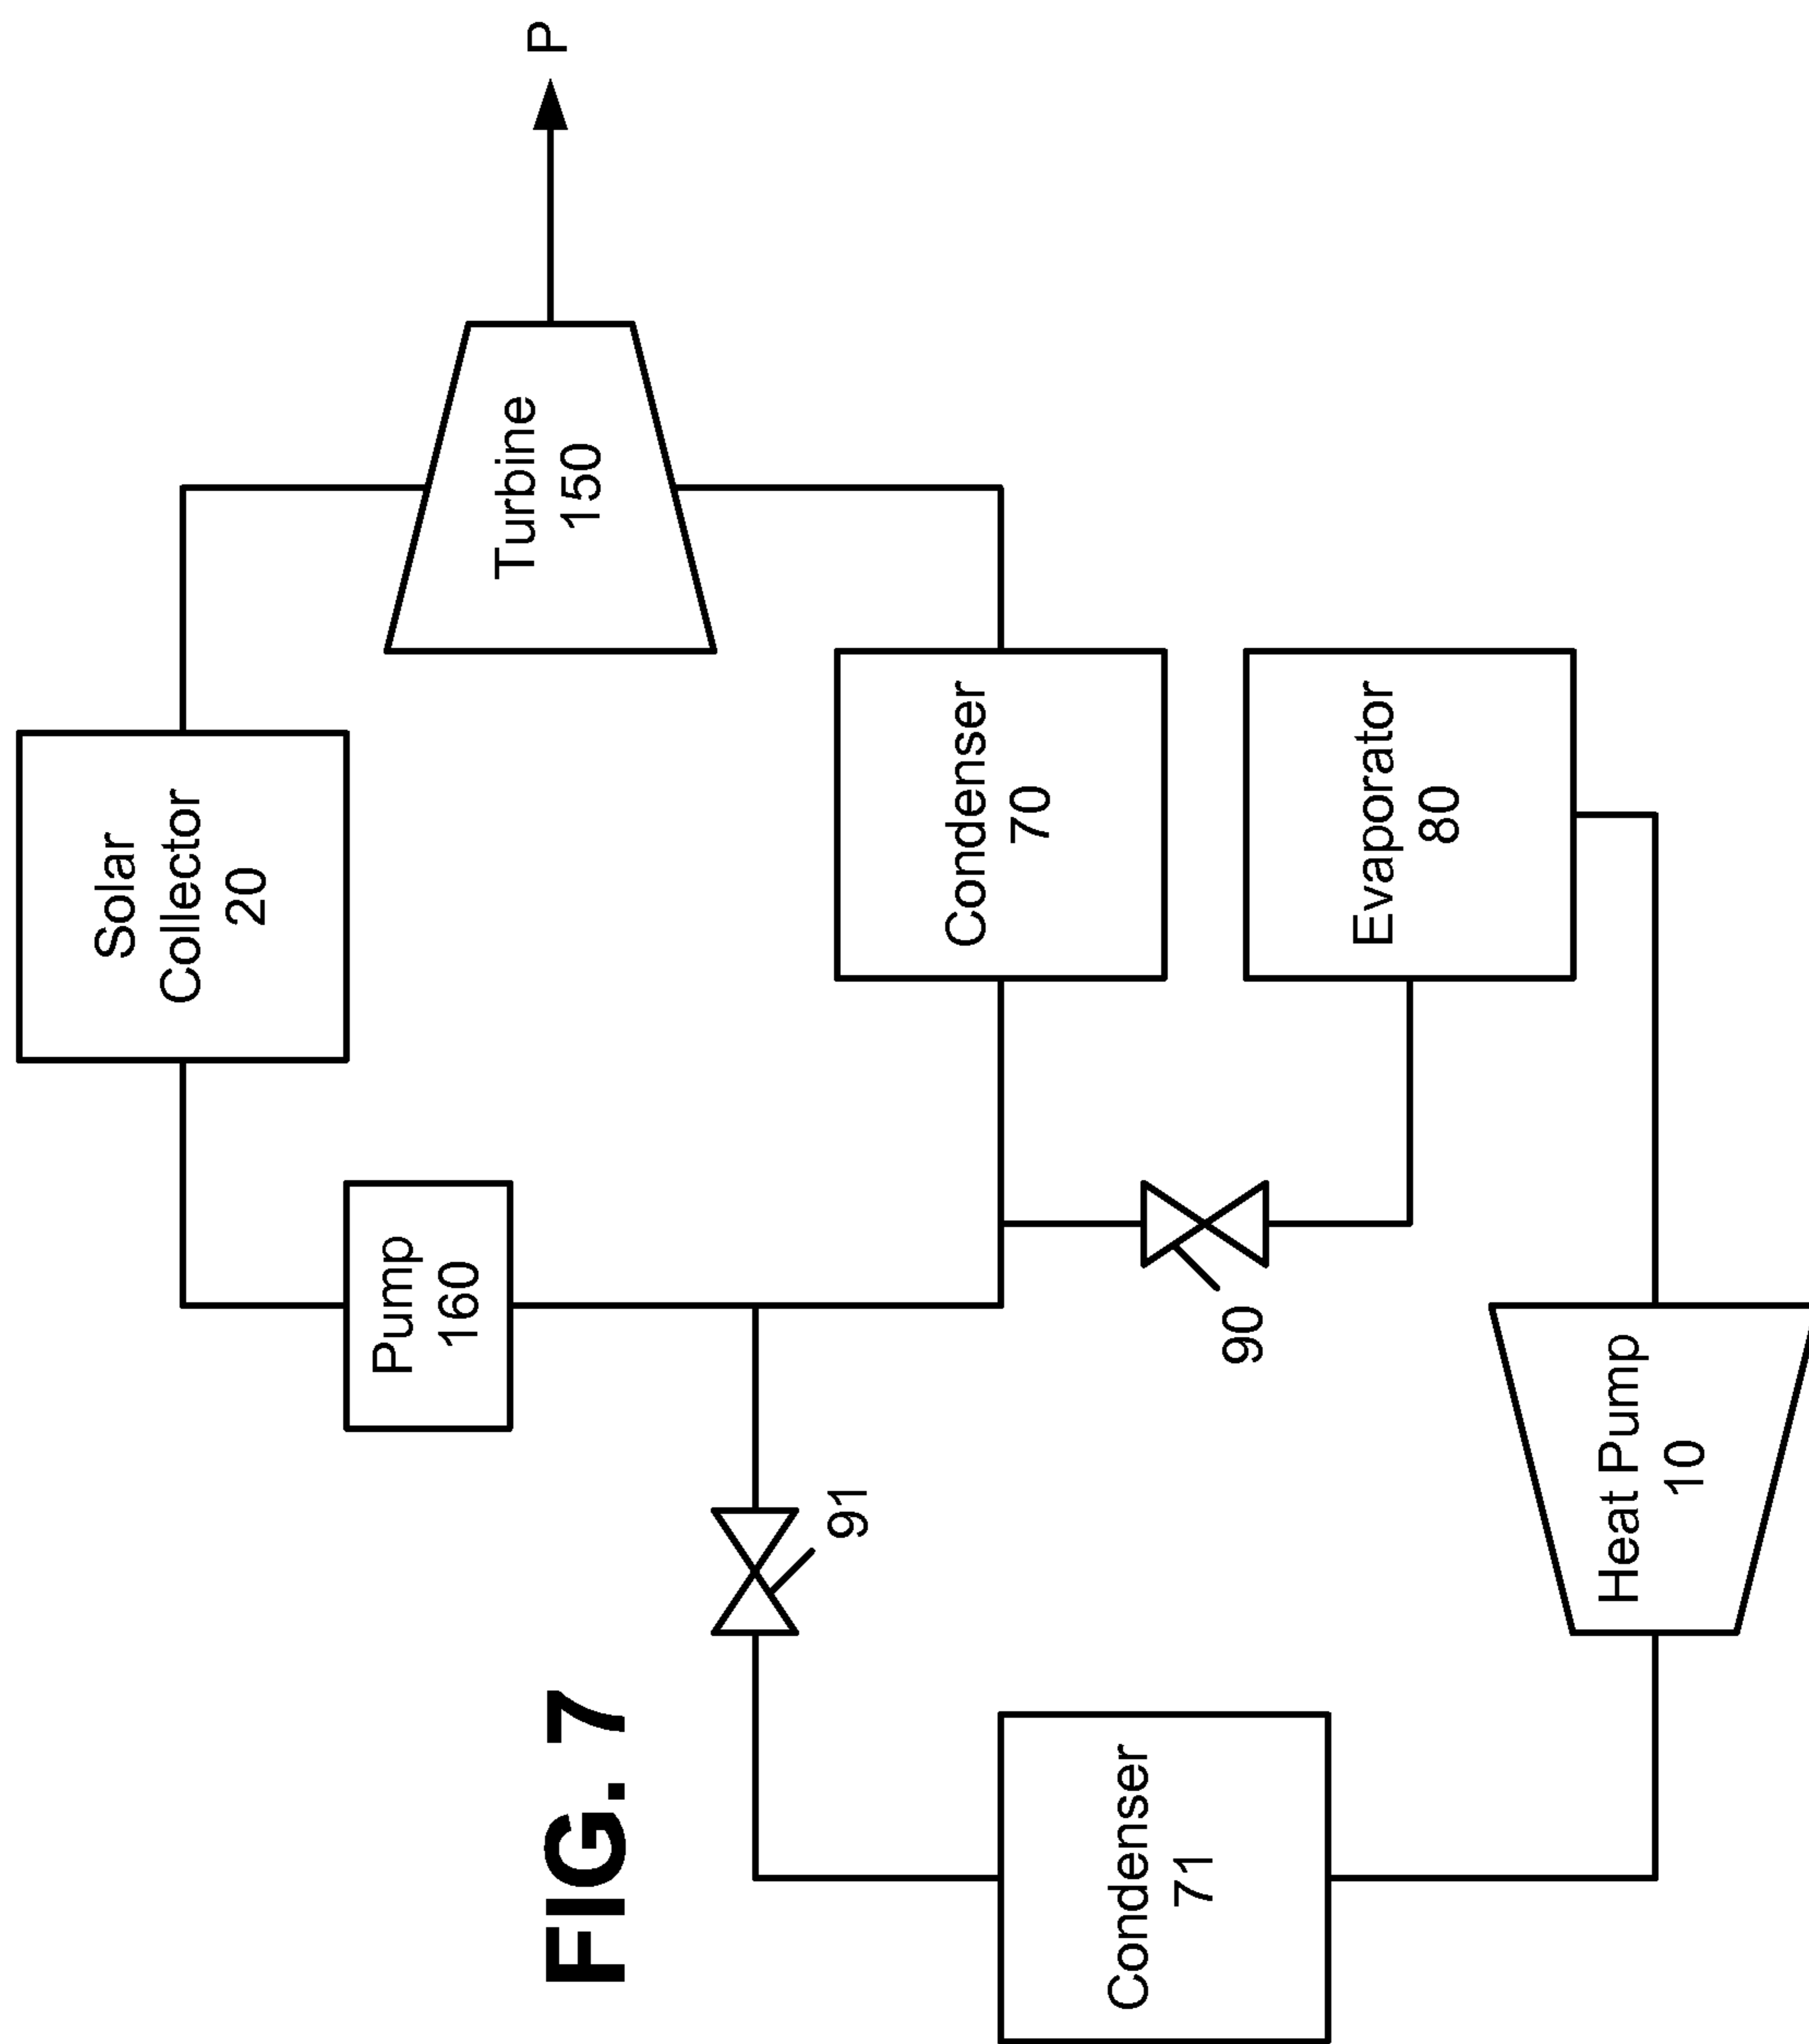 P
Solar
Collector
20
Turbine
150
Pump
160
Condenser
70
Evaporator
80
90
91
Heat Pump
10
Condenser
71
FIG. 7